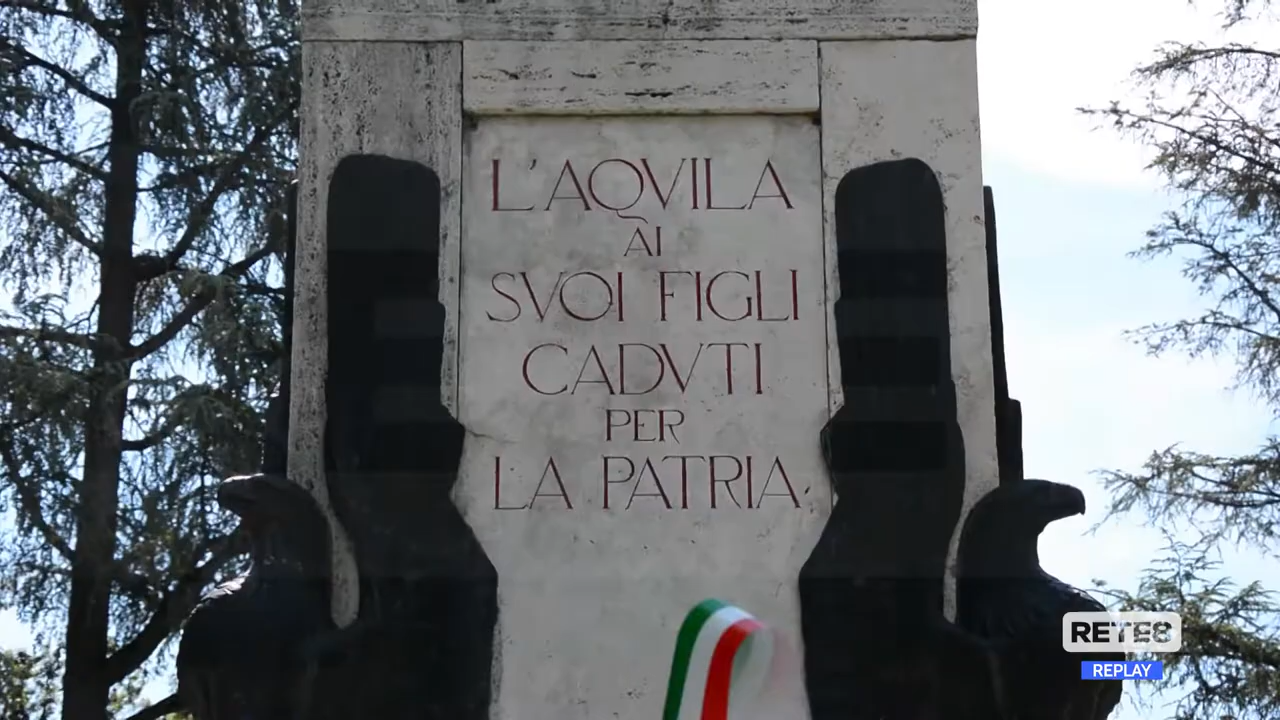 L'AQVILA
AI
SVOI FIGLI
CADVTI
PER
LA PATRIA
RETE8
REPLAY